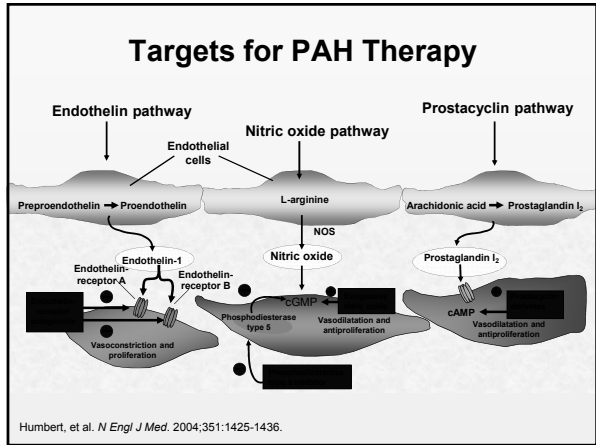 Targets for PAH Therapy
Endothelin pathway
Nitric oxide pathway
Prostacyclin pathway
Endothelial
cells
Preproendothelin
Proendothelin
L-arginine
Arachidonic acid
Prostaglandin I₂
NOS
Endothelin-1
Nitric oxide
Prostaglandin I₂
Endothelin-
receptor A
Endothelin-
receptor B
cGMP
Phosphodiesterase
type 5
Vasodilatation and
antiproliferation
cAMP
Vasodilatation and
antiproliferation
Vasoconstriction and
proliferation
Humbert, et al. N Engl J Med. 2004;351:1425-1436.